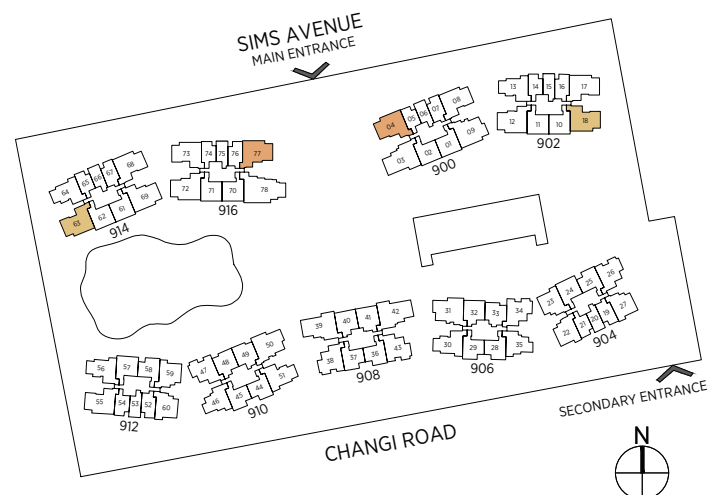 SIMS AVENUE
MAIN ENTRANCE
04 05 06 07 08
03 02 01 09
900
13 14 15 16 17
12 11 10 18
902
64 65 66 67 68
63 62 61 69
914
73 74 75 76 77
72 71 70 78
916
23 24 25 26
22 21 20 19 27
904
31 32 33 34
30 29 28 35
906
39 40 41 42
38 37 36 43
908
47 48 49 50
46 45 44 51
910
56 57 58 59
55 54 53 52 60
912
SECONDARY ENTRANCE
CHANGI ROAD
N